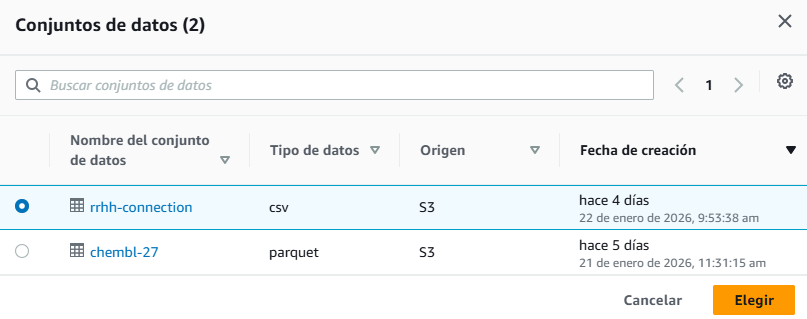 Conjuntos de datos (2)
Buscar conjuntos de datos
1
Nombre del conjunto
de datos
Tipo de datos
Origen
Fecha de creación
rrhh-connection
csv
S3
hace 4 días
22 de enero de 2026, 9:53:38 am
chembl-27
parquet
S3
hace 5 días
21 de enero de 2026, 11:31:15 am
Cancelar
Elegir